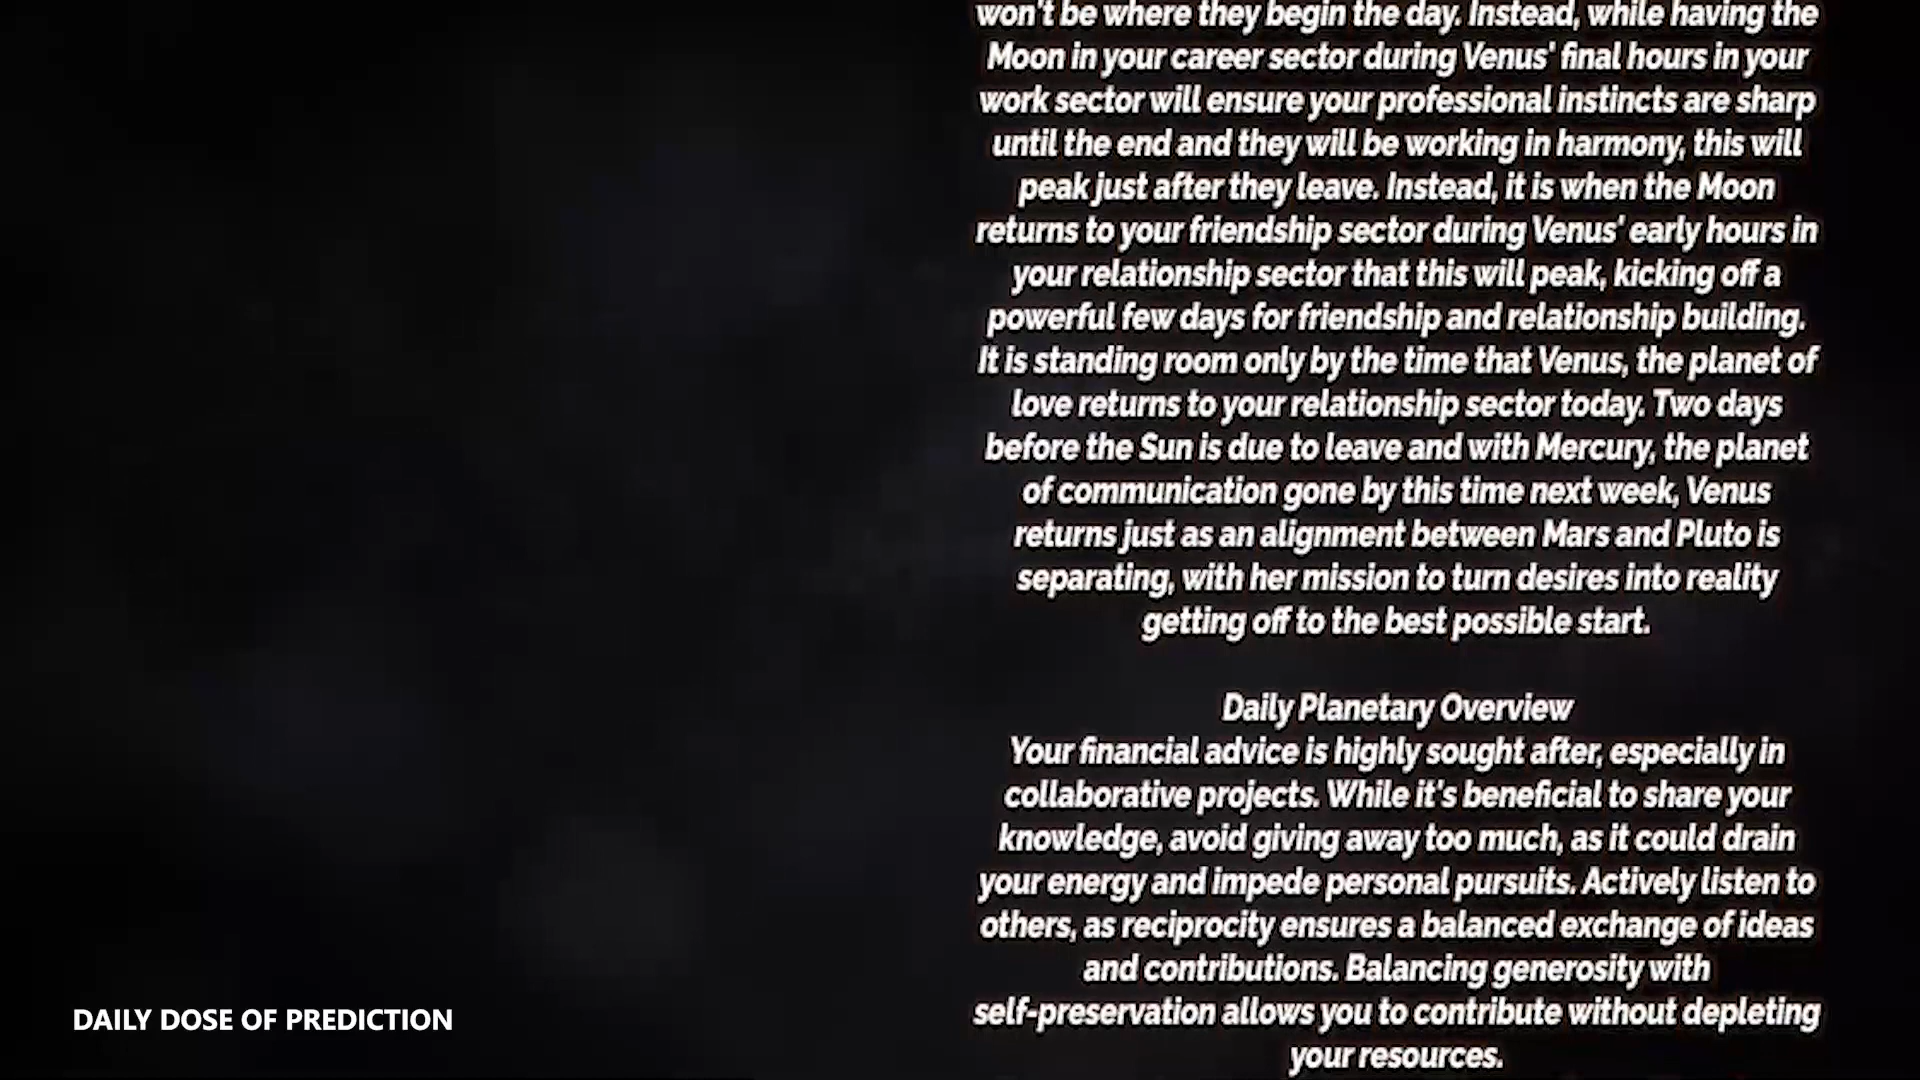 won't be where they begin the day. Instead, while having the
Moon in your career sector during Venus' final hours in your
work sector will ensure your professional instincts are sharp
until the end and they will be working in harmony, this will
peak just after they leave. Instead, it is when the Moon
returns to your friendship sector during Venus' early hours in
your relationship sector that this will peak, kicking off a
powerful few days for friendship and relationship building.
It is standing room only by the time that Venus, the planet of
love returns to your relationship sector today. Two days
before the Sun is due to leave and with Mercury, the planet
of communication gone by this time next week, Venus
returns just as an alignment between Mars and Pluto is
separating, with her mission to turn desires into reality
getting off to the best possible start.
Daily Planetary Overview
Your financial advice is highly sought after, especially in
collaborative projects. While it's beneficial to share your
knowledge, avoid giving away too much, as it could drain
your energy and impede personal pursuits. Actively listen to
others, as reciprocity ensures a balanced exchange of ideas
and contributions. Balancing generosity with
self-preservation allows you to contribute without depleting
your resources.
DAILY DOSE OF PREDICTION